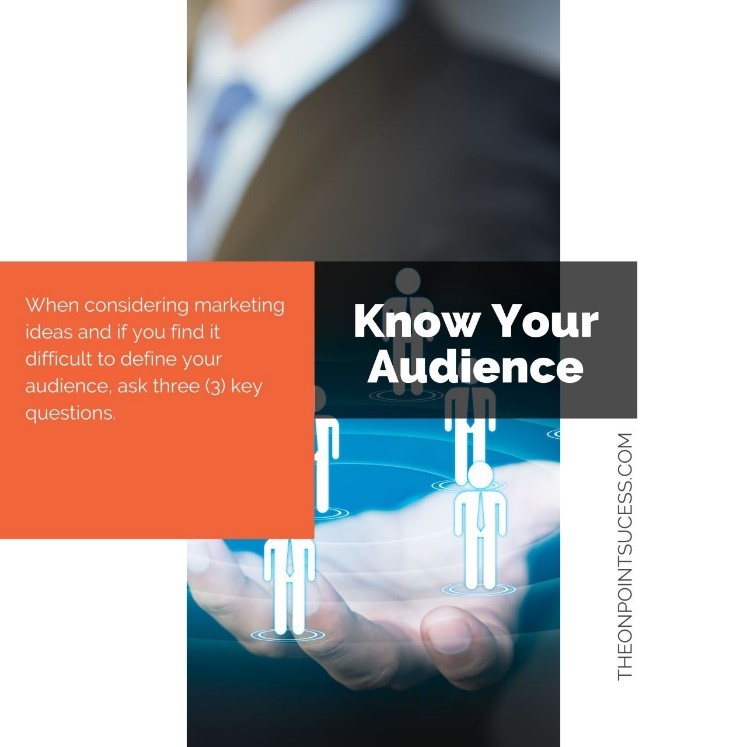 When considering marketing
ideas and if you find it
difficult to define your
audience, ask three (3) key
questions.
Know Your
Audience
THEONPOINTSUCESS.COM